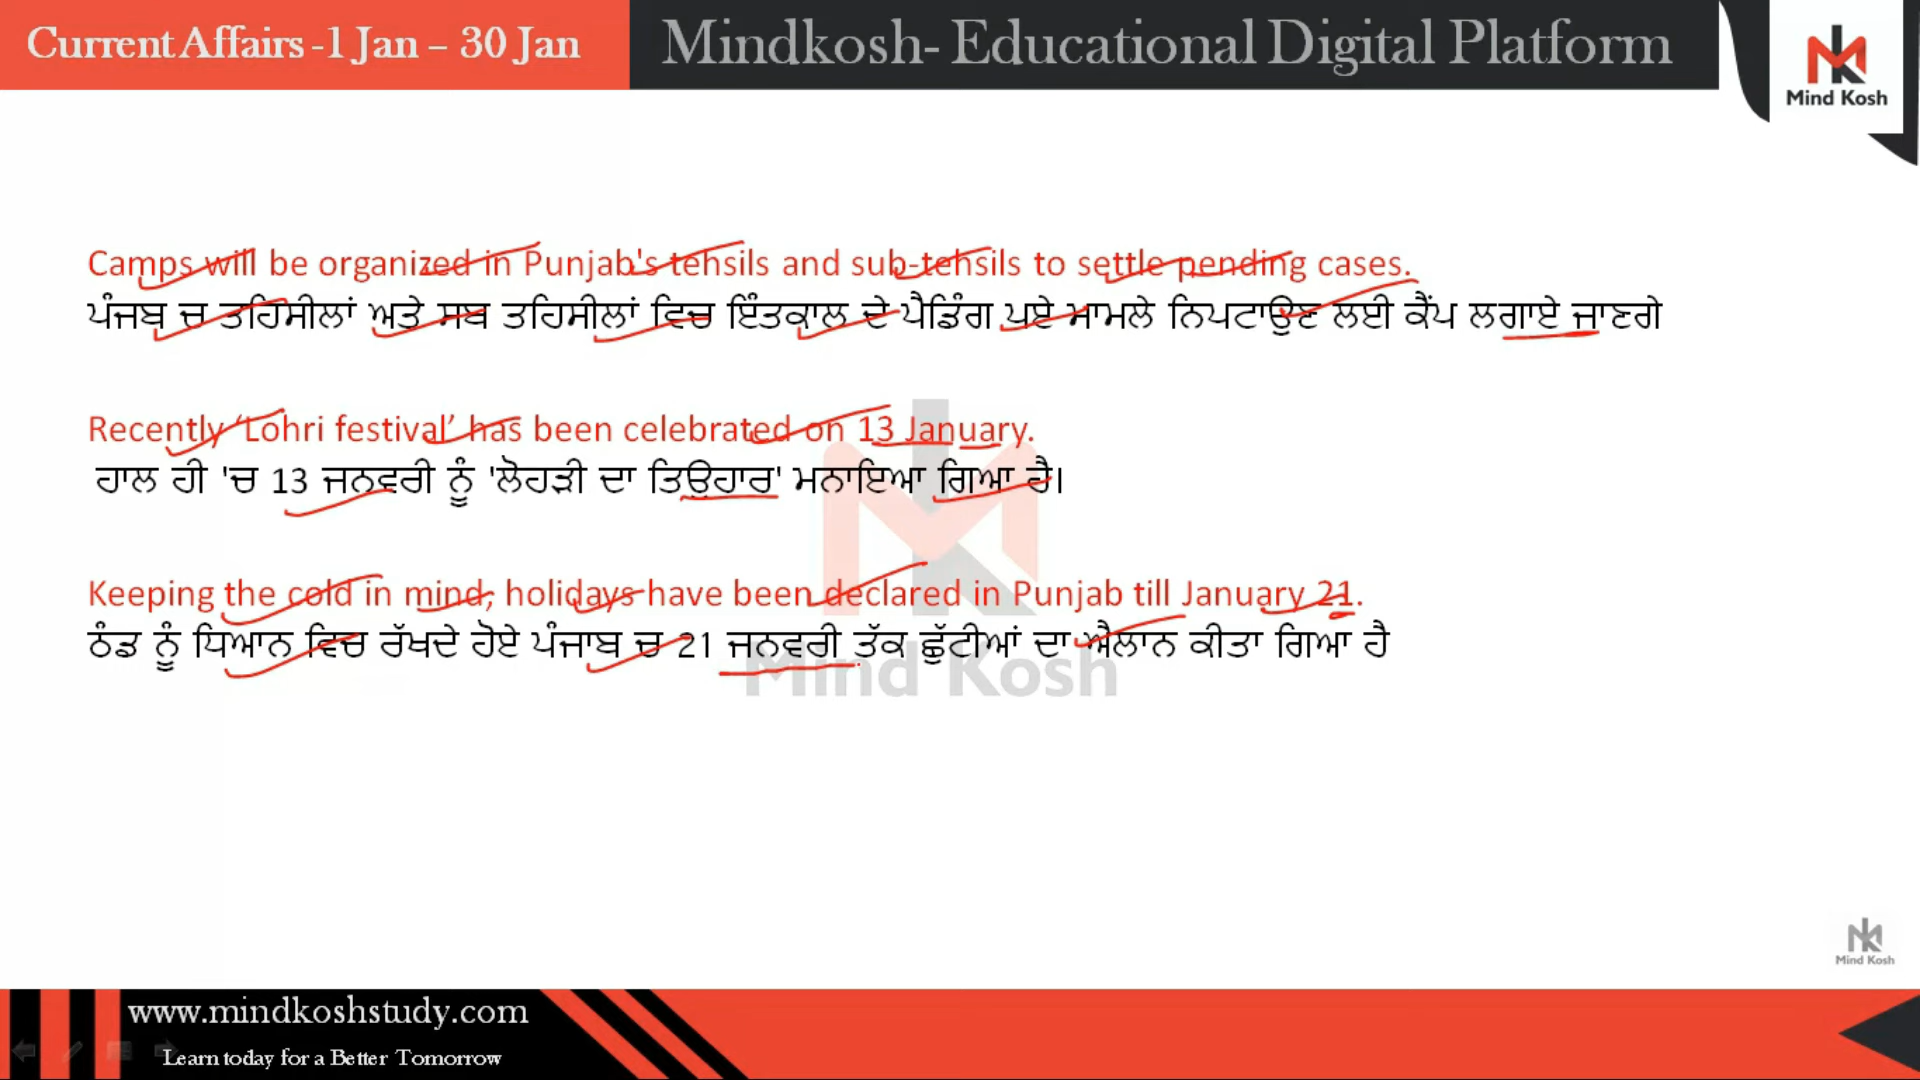 Current Affairs -1 Jan – 30 Jan
Mindkosh- Educational Digital Platform
Mind Kosh
Camps will be organized in Punjab's tehsils and sub-tehsils to settle pending cases.
ਪੰਜਬ ਚ ਤਹਿਸੀਲਾਂ ਅਤੇ ਸਬ ਤਹਿਸੀਲਾਂ ਵਿਚ ਇੰਤਕਾਲ ਦੇ ਪੈਡਿੰਗ ਪਏ ਮਾਮਲੇ ਨਿਪਟਾਉਣ ਲਈ ਕੈਂਪ ਲਗਾਏ ਜਾਣਗੇ
Recently ‘Lohri festival’ has been celebrated on 13 January.
ਹਾਲ ਹੀ 'ਚ 13 ਜਨਵਰੀ ਨੂੰ 'ਲੋਹੜੀ ਦਾ ਤਿਉਹਾਰ' ਮਨਾਇਆ ਗਿਆ ਹੈ।
Keeping the cold in mind, holidays have been declared in Punjab till January 21.
ਠੰਡ ਨੂੰ ਧਿਆਨ ਵਿਚ ਰੱਖਦੇ ਹੋਏ ਪੰਜਾਬ ਚ 21 ਜਨਵਰੀ ਤੱਕ ਛੁੱਟੀਆਂ ਦਾ ਐਲਾਨ ਕੀਤਾ ਗਿਆ ਹੈ
Mind Kosh
Mind Kosh
www.mindkoshstudy.com
Learn today for a Better Tomorrow